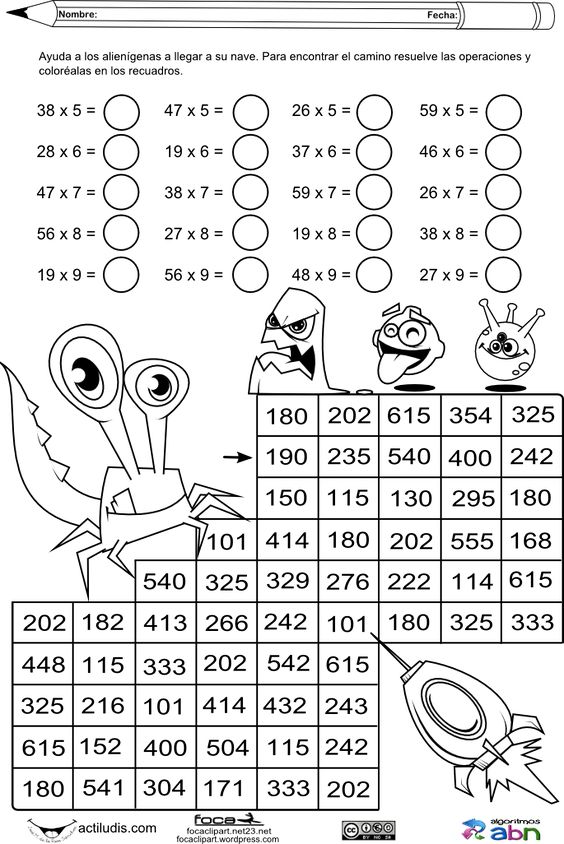 Nombre: Fecha:
Ayuda a los alienígenas a llegar a su nave. Para encontrar el camino resuelve las operaciones y
coloréalas en los recuadros.
38 x 5 = 47 x 5 = 26 x 5 = 59 x 5 =
28 x 6 = 19 x 6 = 37 x 6 = 46 x 6 =
47 x 7 = 38 x 7 = 59 x 7 = 26 x 7 =
56 x 8 = 27 x 8 = 19 x 8 = 38 x 8 =
19 x 9 = 56 x 9 = 48 x 9 = 27 x 9 =
180 202 615 354 325
190 235 540 400 242
150 115 130 295 180
101 414 180 202 555 168
540 325 329 276 222 114 615
202 182 413 266 242 101 180 325 333
448 115 333 202 542 615
325 216 101 414 432 243
615 152 400 504 115 242
180 541 304 171 333 202
actiludis.com
foca
focaclipart.net23.net
focaclipart.wordpress.com
cc BY NC SA
algoritmos
abn